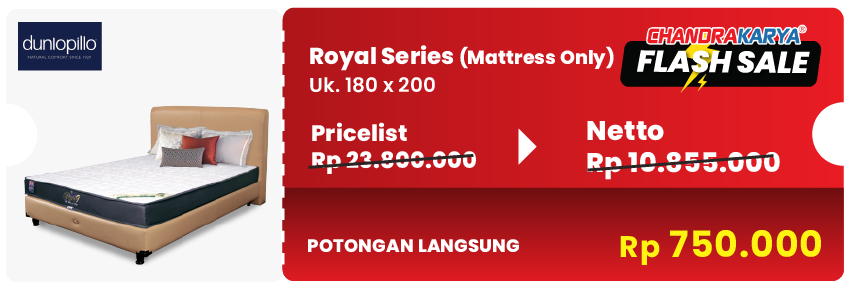 dunlopillo
NATURAL COMFORT SINCE 1929
Royal Series (Mattress Only)
Uk. 180 x 200
CHANDRAKARYA®
FLASH SALE
Pricelist
Rp 23.800.000
Netto
Rp 10.855.000
POTONGAN LANGSUNG
Rp 750.000